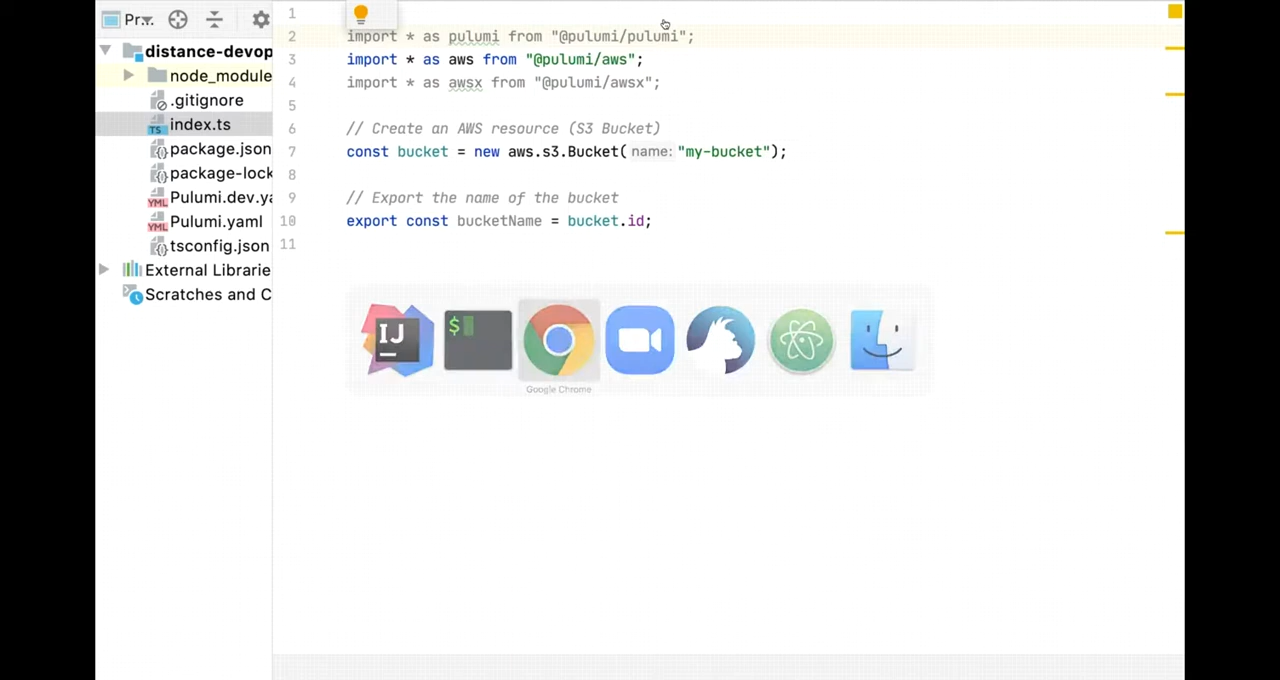 Pr...
distance-devop
node_module
.gitignore
TS index.ts
package.json
package-lock
YML Pulumi.dev.ya
YML Pulumi.yaml
tsconfig.json
External Librarie
Scratches and C
1
2 import * as pulumi from "@pulumi/pulumi";
3 import * as aws from "@pulumi/aws";
4 import * as awsx from "@pulumi/awsx";
5
6 // Create an AWS resource (S3 Bucket)
7 const bucket = new aws.s3.Bucket( name: "my-bucket");
8
9 // Export the name of the bucket
10 export const bucketName = bucket.id;
11
IJ
$
Google Chrome